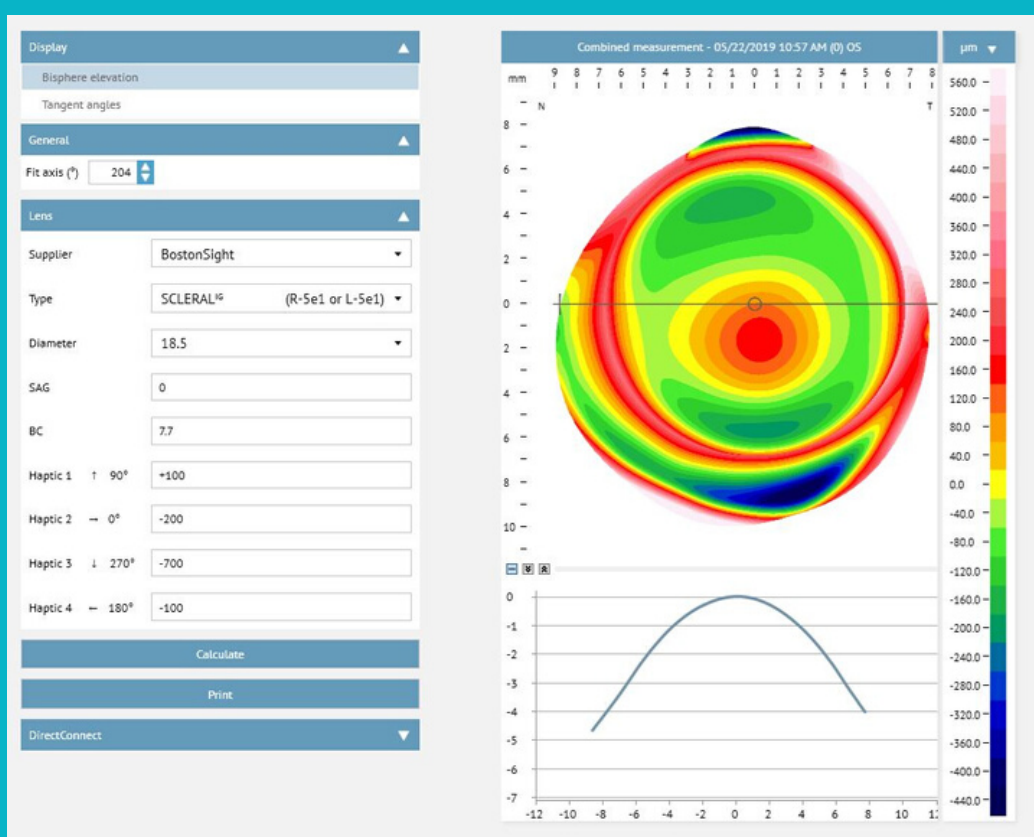 Display
Bisphere elevation
Tangent angles
General
Fit axis (°) 204
Lens
Supplier BostonSight
Type SCLERALᴵᴳ (R-5e1 or L-5e1)
Diameter 18.5
SAG 0
BC 7.7
Haptic 1 ↑ 90° +100
Haptic 2 → 0° -200
Haptic 3 ↓ 270° -700
Haptic 4 ← 180° -100
Calculate
Print
DirectConnect
Combined measurement - 05/22/2019 10:57 AM (0) OS
µm
mm 9 8 7 6 5 4 3 2 1 0 1 2 3 4 5 6 7 8
N T
8
6
4
2
0
2
4
6
8
10
560.0
520.0
480.0
440.0
400.0
360.0
320.0
280.0
240.0
200.0
160.0
120.0
80.0
40.0
0.0
-40.0
-80.0
-120.0
-160.0
-200.0
-240.0
-280.0
-320.0
-360.0
-400.0
-440.0
0
-1
-2
-3
-4
-5
-6
-7
-12 -10 -8 -6 -4 -2 0 2 4 6 8 10